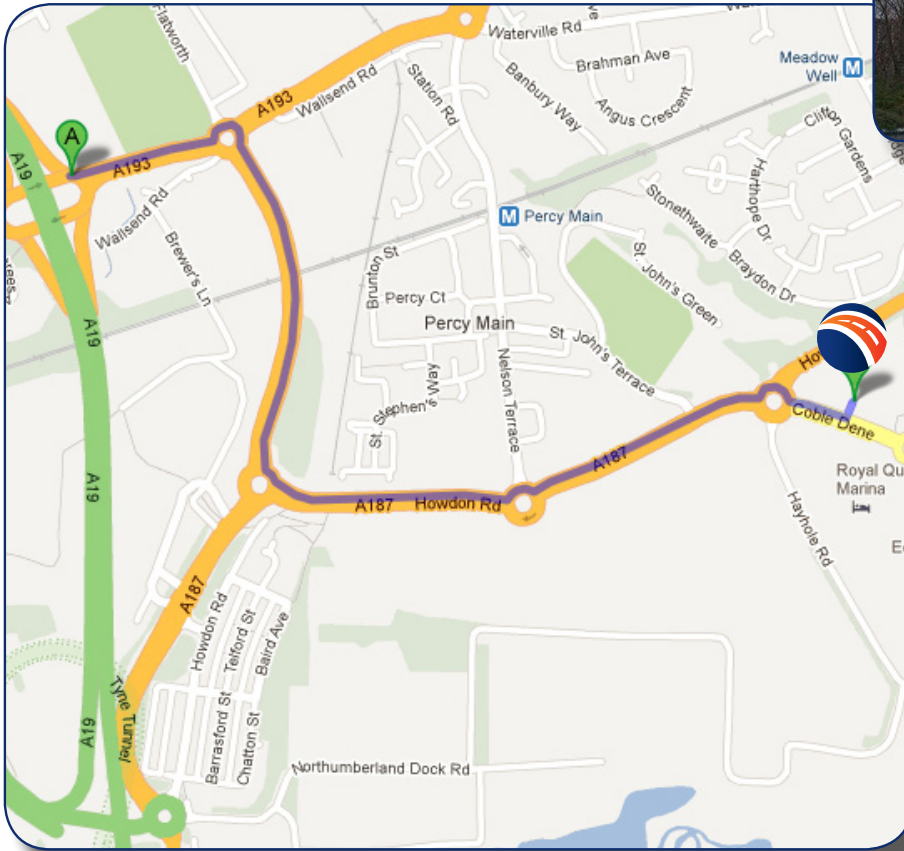 Flatworth
Waterville Rd
Brahman Ave
Meadow
Well
M
A193
Wallsend Rd
Station Rd
Banbury Way
Angus Crescent
Clifton Gardens
A
A193
A19
Wallsend Rd
Brewer's Ln
M Percy Main
Harthope Dr
Stonethwaite
Braydon Dr
St. John's Green
Brunton St
Percy Ct
Percy Main
St. John's Terrace
A19
Nelson Terrace
St. Stephen's Way
Coble Dene
A187
A187 Howdon Rd
Royal Qu
Marina
Hayhole Rd
A19
A187
Howdon Rd
Telford St
Baird Ave
Tyne Tunnel
A19
Barrasford St
Chatton St
Northumberland Dock Rd